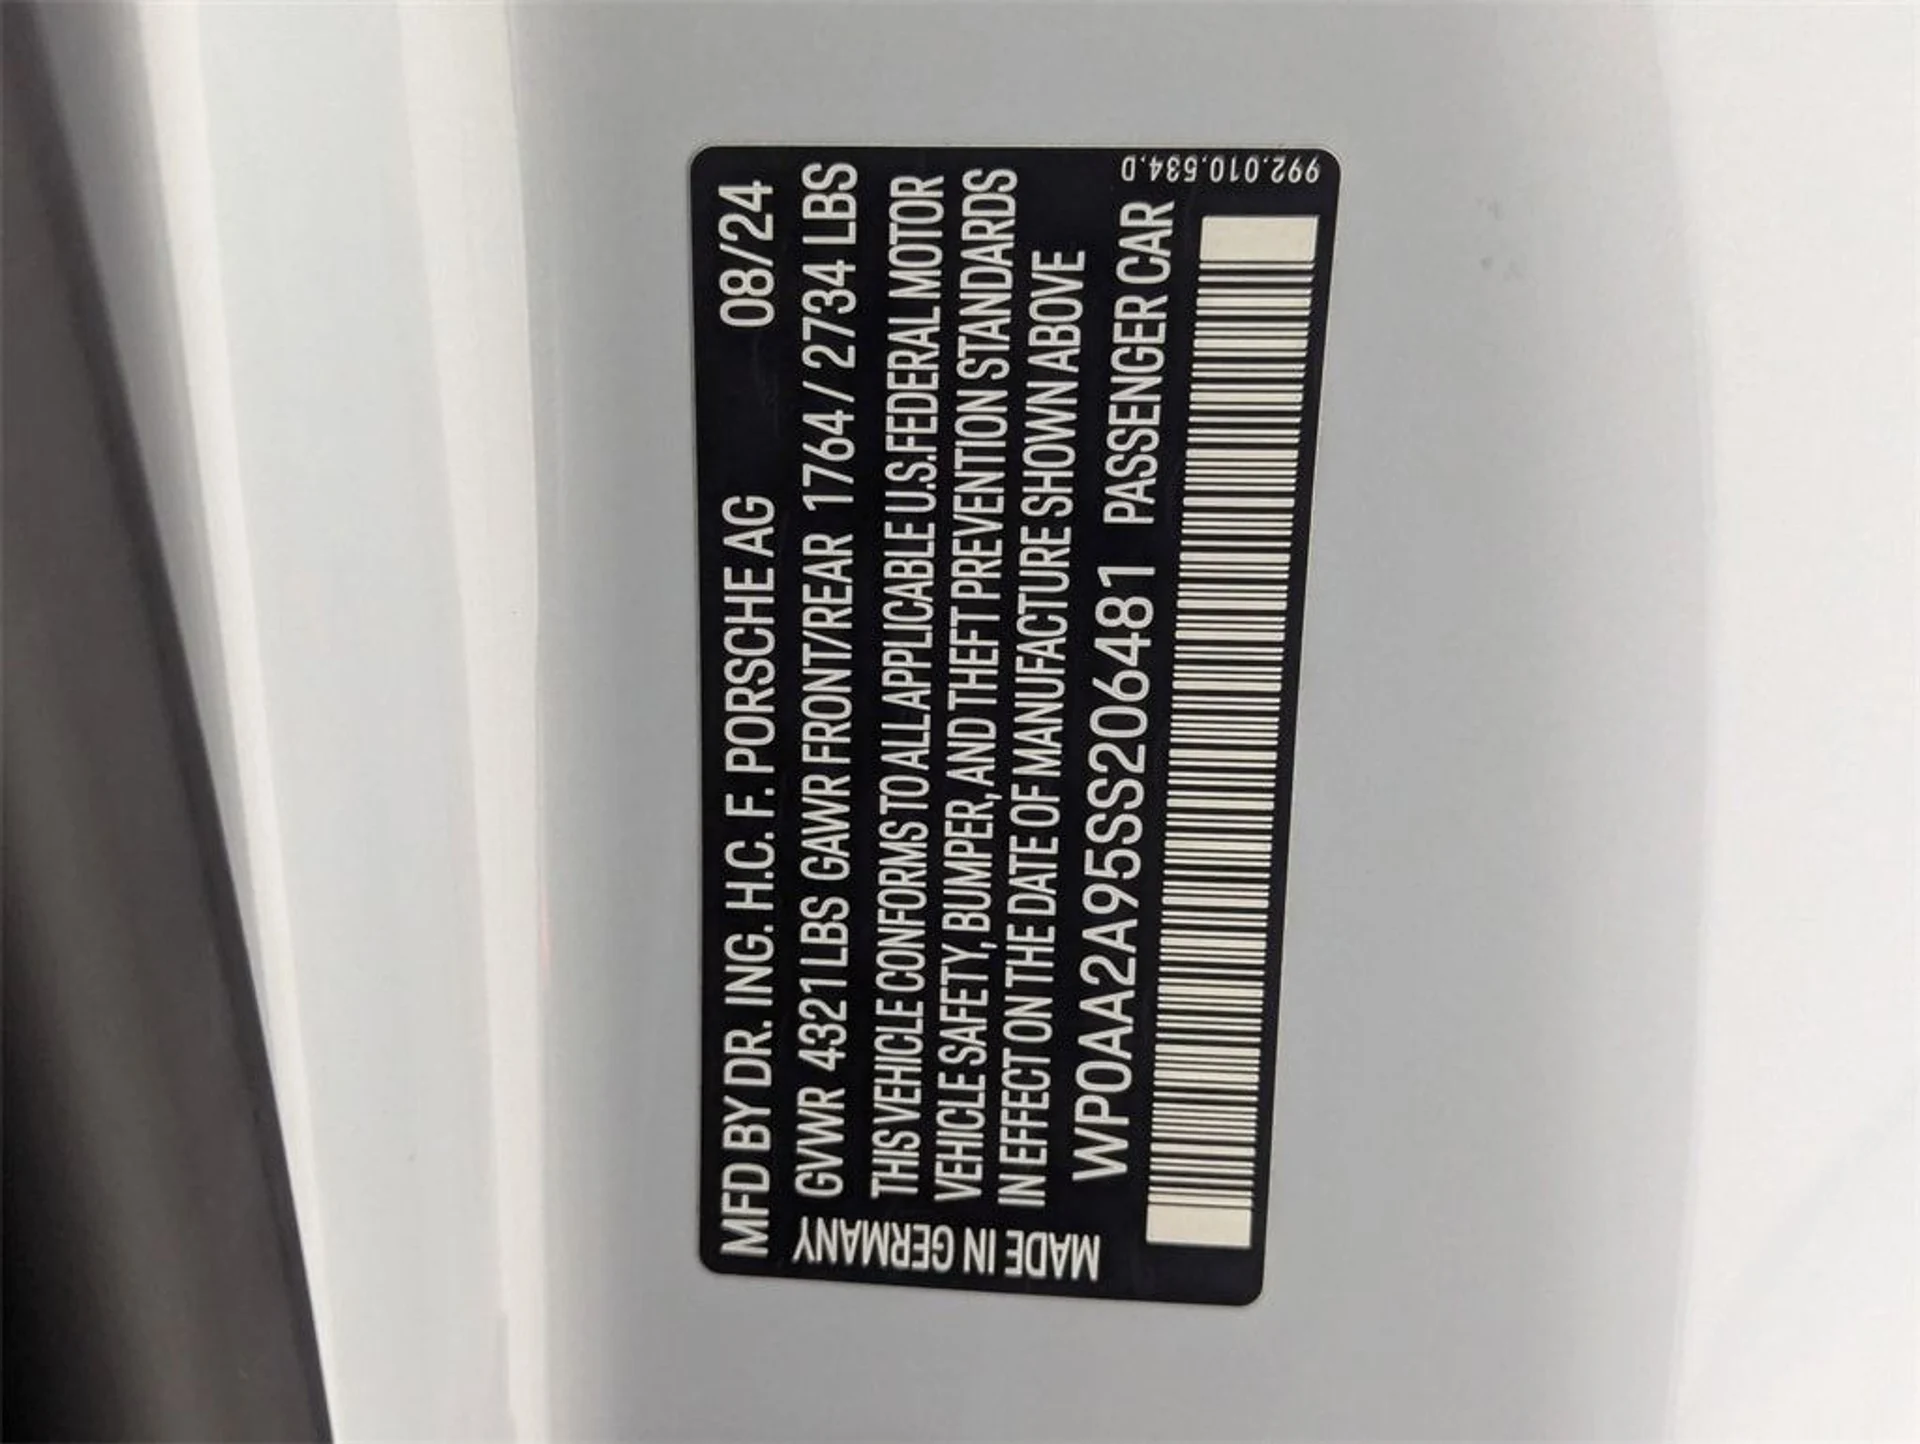 MFD BY DR. ING. H.C. F. PORSCHE AG 08/24
GVWR 4321 LBS GAWR FRONT/REAR 1764 / 2734 LBS
THIS VEHICLE CONFORMS TO ALL APPLICABLE U.S. FEDERAL MOTOR
VEHICLE SAFETY, BUMPER, AND THEFT PREVENTION STANDARDS
IN EFFECT ON THE DATE OF MANUFACTURE SHOWN ABOVE
WP0AA2A95SS206481 PASSENGER CAR
MADE IN GERMANY
992.010.534.D